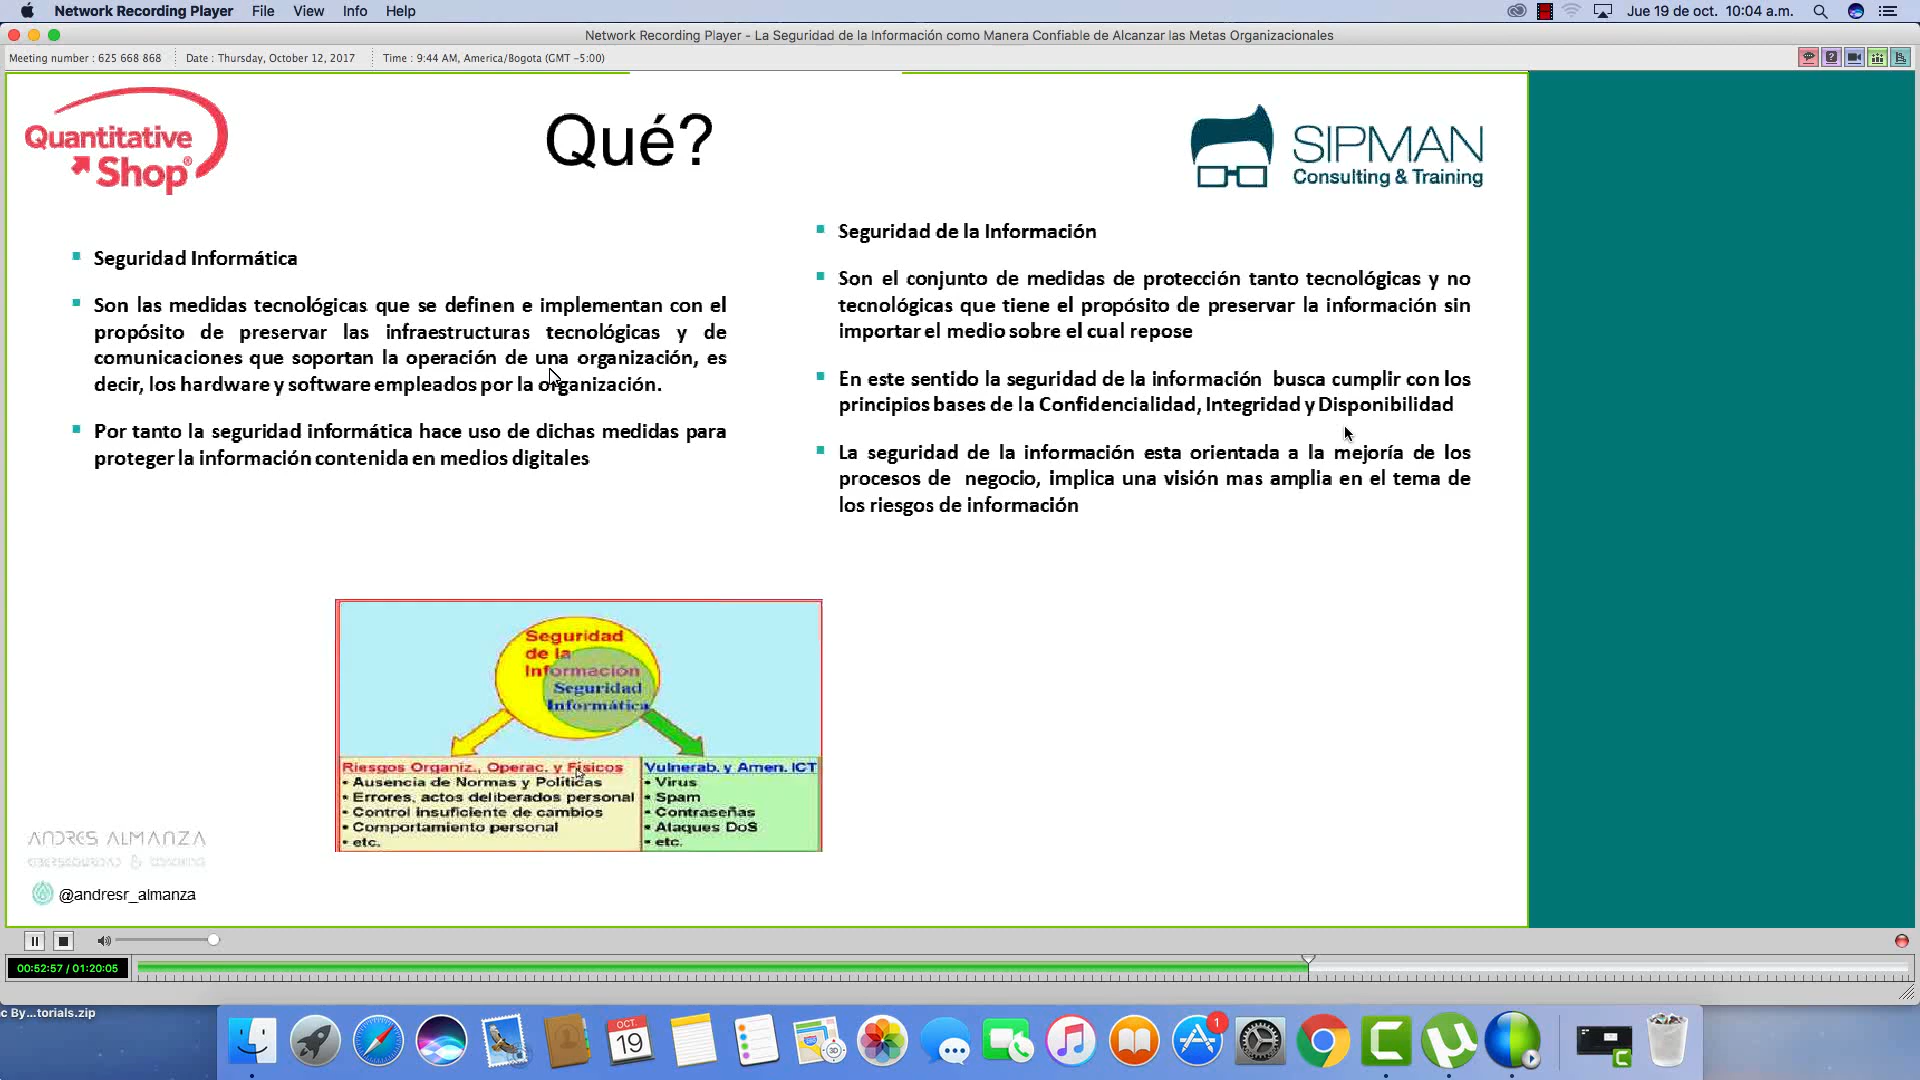 Network Recording Player File View Info Help
Jue 19 de oct. 10:04 a.m.
Network Recording Player - La Seguridad de la Información como Manera Confiable de Alcanzar las Metas Organizacionales
Meeting number : 625 668 868 Date : Thursday, October 12, 2017 Time : 9:44 AM, America/Bogota (GMT -5:00)
Quantitative
Shop®
Qué?
SIPMAN
Consulting & Training
Seguridad Informática
Son las medidas tecnológicas que se definen e implementan con el
propósito de preservar las infraestructuras tecnológicas y de
comunicaciones que soportan la operación de una organización, es
decir, los hardware y software empleados por la organización.
Por tanto la seguridad informática hace uso de dichas medidas para
proteger la información contenida en medios digitales
Seguridad de la Información
Son el conjunto de medidas de protección tanto tecnológicas y no
tecnológicas que tiene el propósito de preservar la información sin
importar el medio sobre el cual repose
En este sentido la seguridad de la información busca cumplir con los
principios bases de la Confidencialidad, Integridad y Disponibilidad
La seguridad de la información esta orientada a la mejoría de los
procesos de negocio, implica una visión mas amplia en el tema de
los riesgos de información
Seguridad
de la
Información
Seguridad
Informática
Riesgos Organiz., Operac. y Físicos
• Ausencia de Normas y Políticas
• Errores, actos deliberados personal
• Control insuficiente de cambios
• Comportamiento personal
• etc.
Vulnerab. y Amen. ICT
• Virus
• Spam
• Contraseñas
• Ataques DoS
• etc.
ANDRES ALMANZA
@andresr_almanza
00:52:57 / 01:20:05
c By...torials.zip
OCT.
19
3D
1